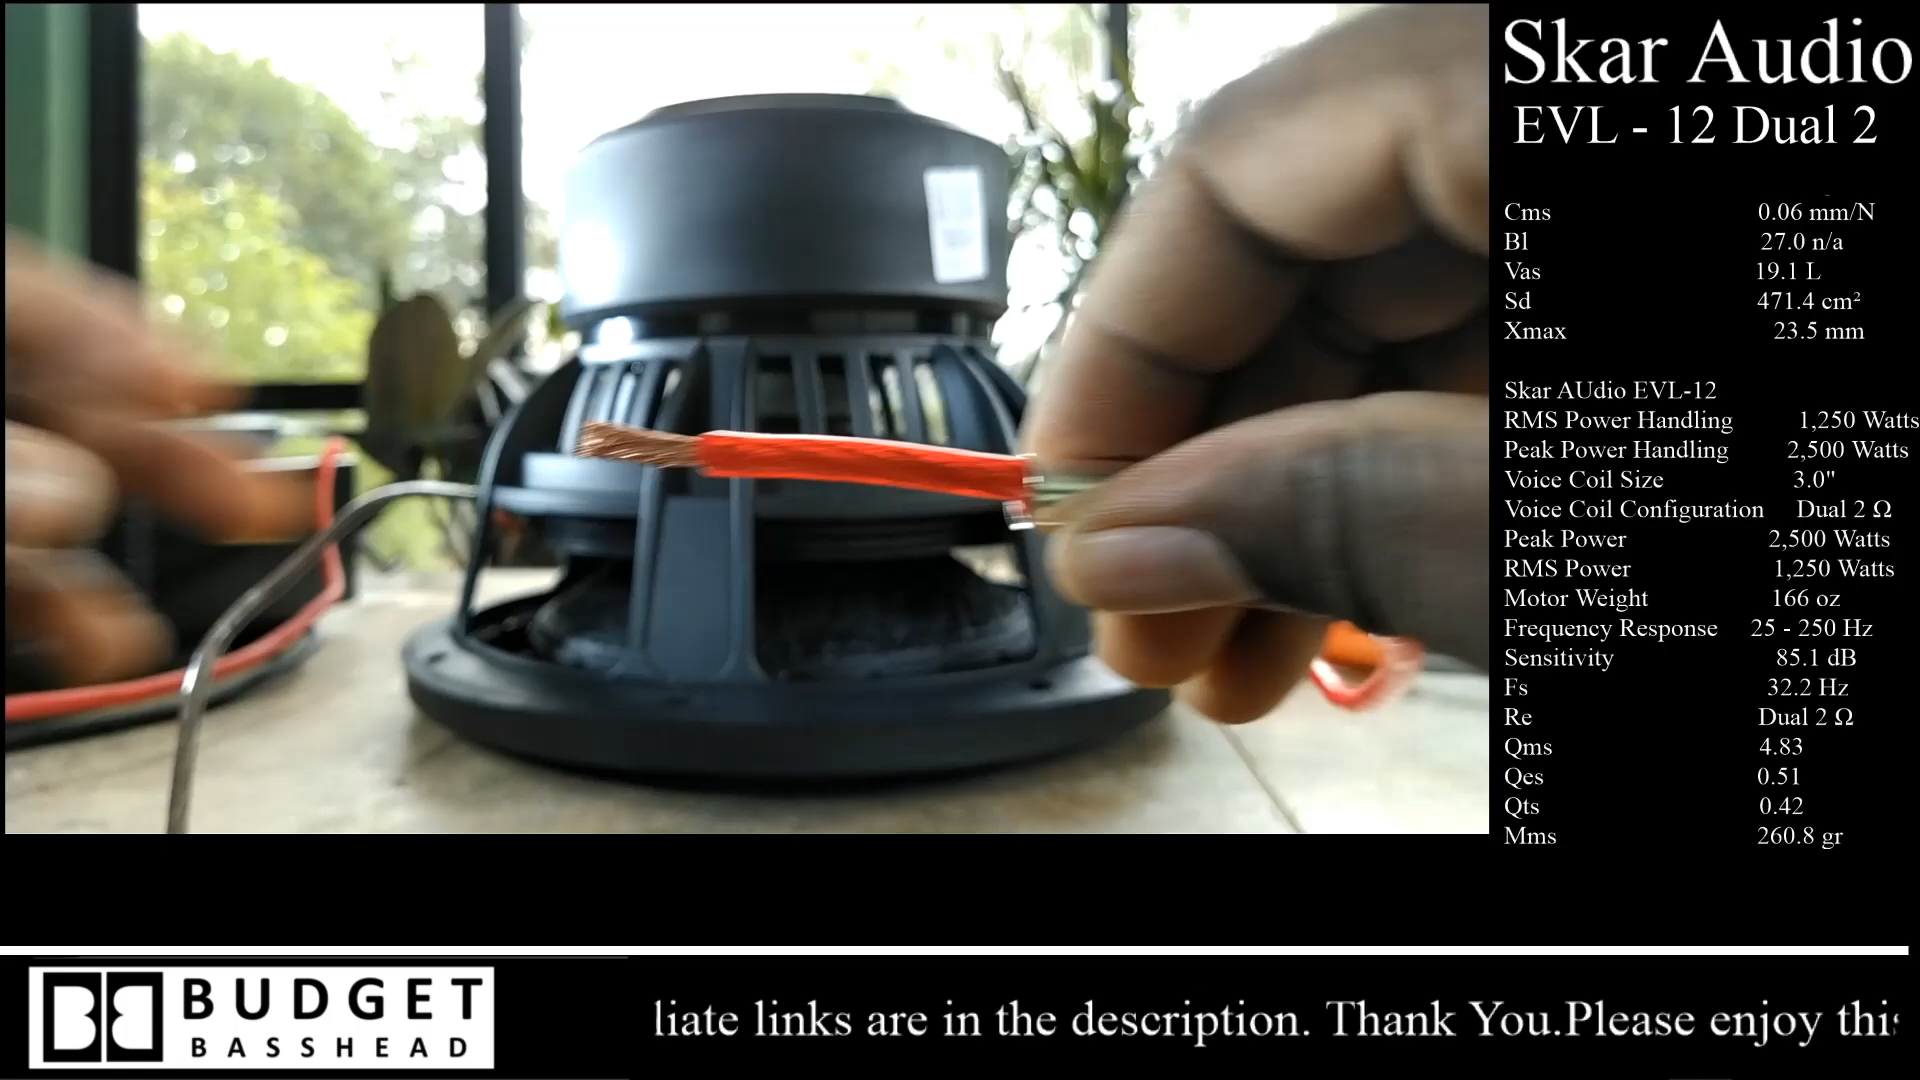 Skar Audio
EVL - 12 Dual 2
Cms 0.06 mm/N
Bl 27.0 n/a
Vas 19.1 L
Sd 471.4 cm²
Xmax 23.5 mm
Skar AUdio EVL-12
RMS Power Handling 1,250 Watts
Peak Power Handling 2,500 Watts
Voice Coil Size 3.0"
Voice Coil Configuration Dual 2 Ω
Peak Power 2,500 Watts
RMS Power 1,250 Watts
Motor Weight 166 oz
Frequency Response 25 - 250 Hz
Sensitivity 85.1 dB
Fs 32.2 Hz
Re Dual 2 Ω
Qms 4.83
Qes 0.51
Qts 0.42
Mms 260.8 gr
BUDGET
BASSHEAD
liate links are in the description. Thank You.Please enjoy this